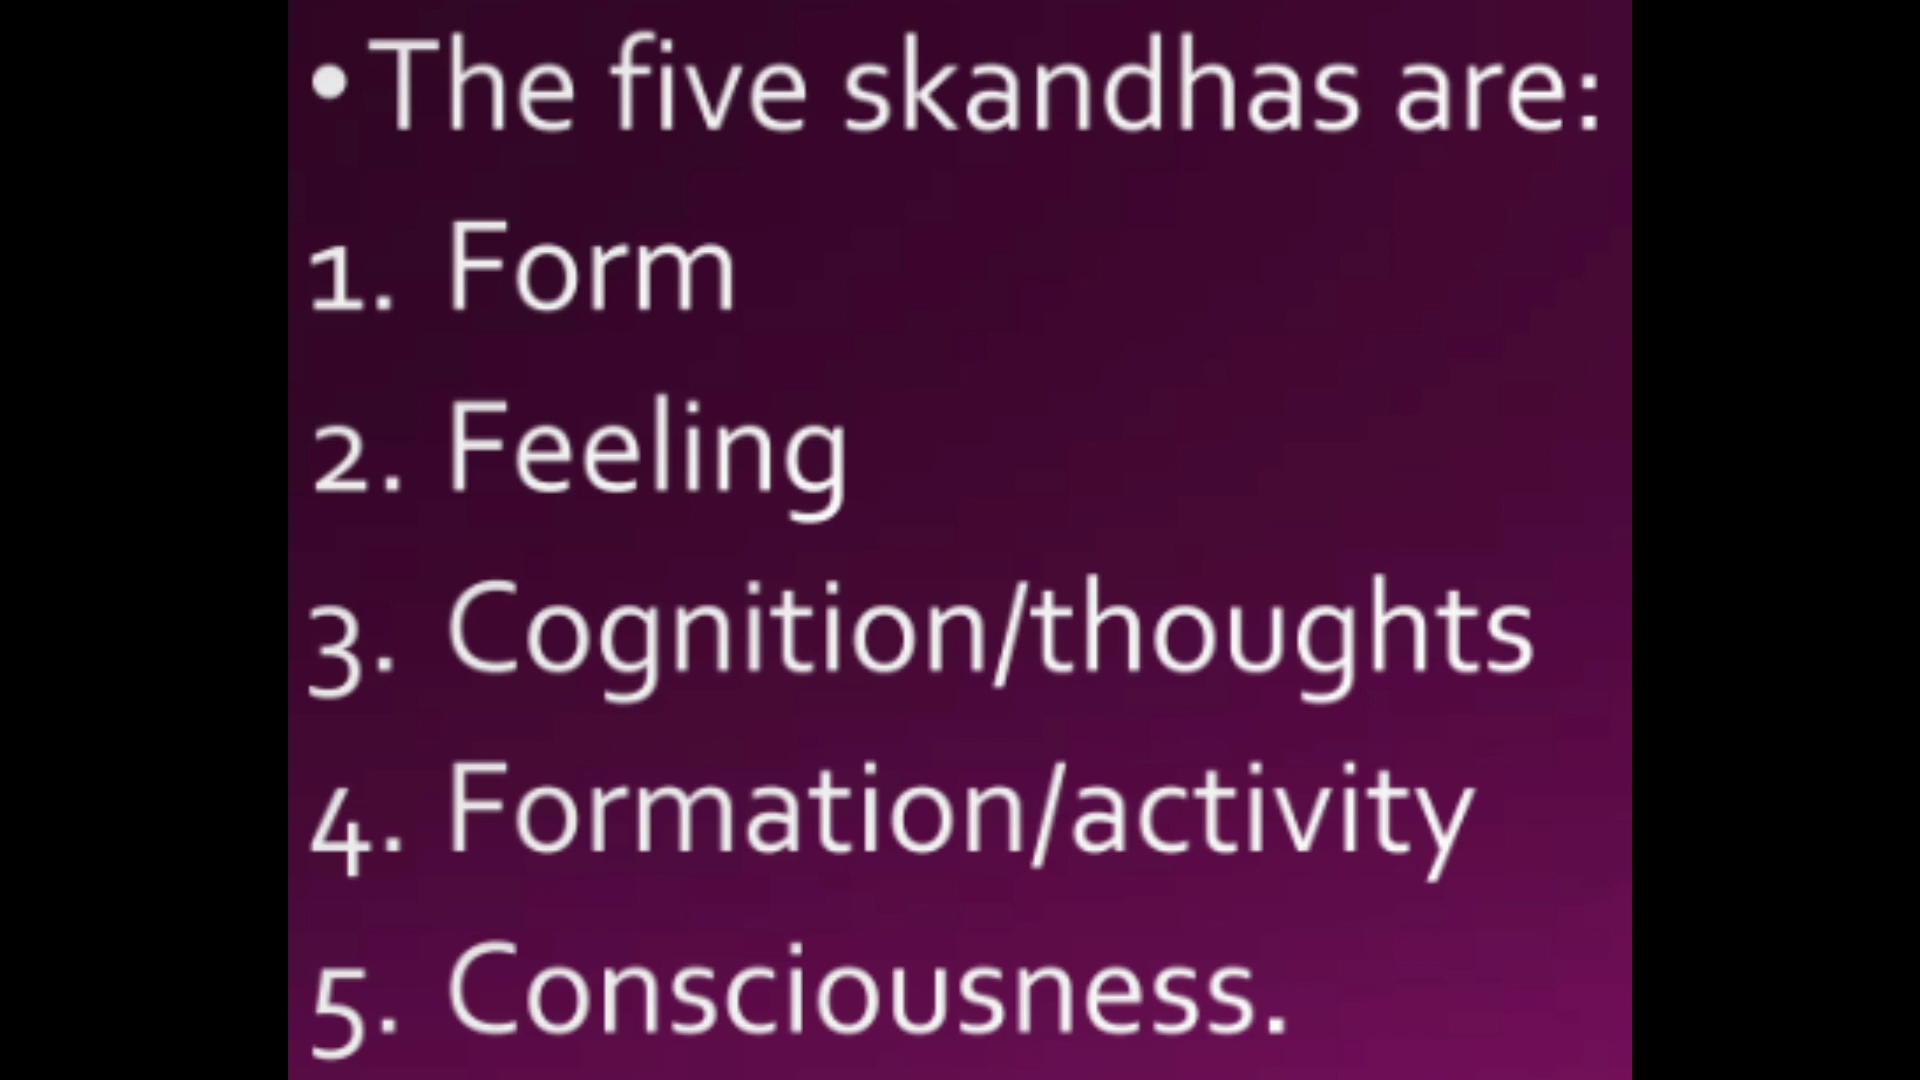 •The five skandhas are:
1. Form
2. Feeling
3. Cognition/thoughts
4. Formation/activity
5. Consciousness.